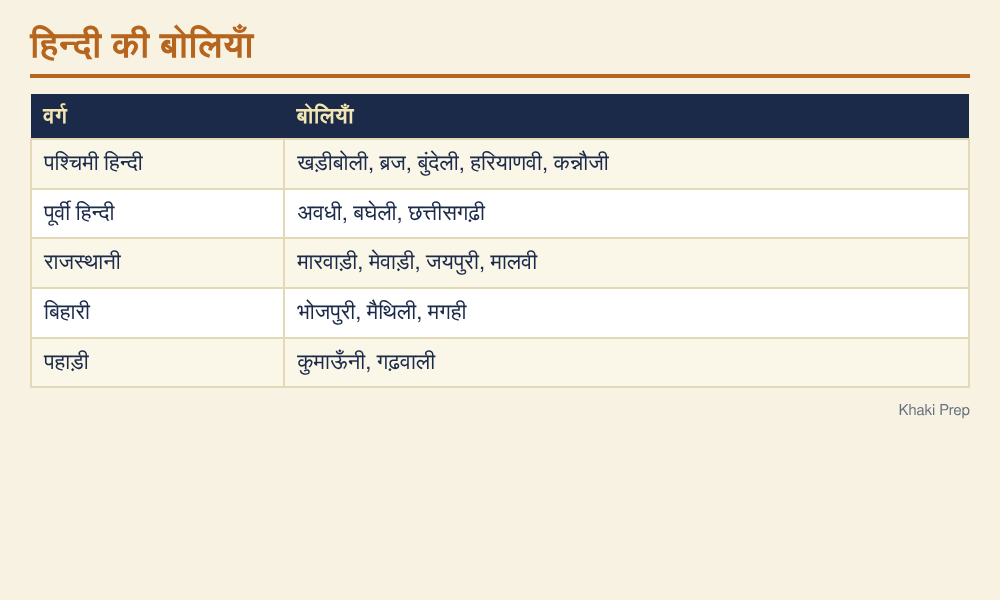 हिन्दी की बोलियाँ
वर्ग बोलियाँ
पश्चिमी हिन्दी खड़ीबोली, ब्रज, बुंदेली, हरियाणवी, कन्नौजी
पूर्वी हिन्दी अवधी, बघेली, छत्तीसगढ़ी
राजस्थानी मारवाड़ी, मेवाड़ी, जयपुरी, मालवी
बिहारी भोजपुरी, मैथिली, मगही
पहाड़ी कुमाऊँनी, गढ़वाली
Khaki Prep